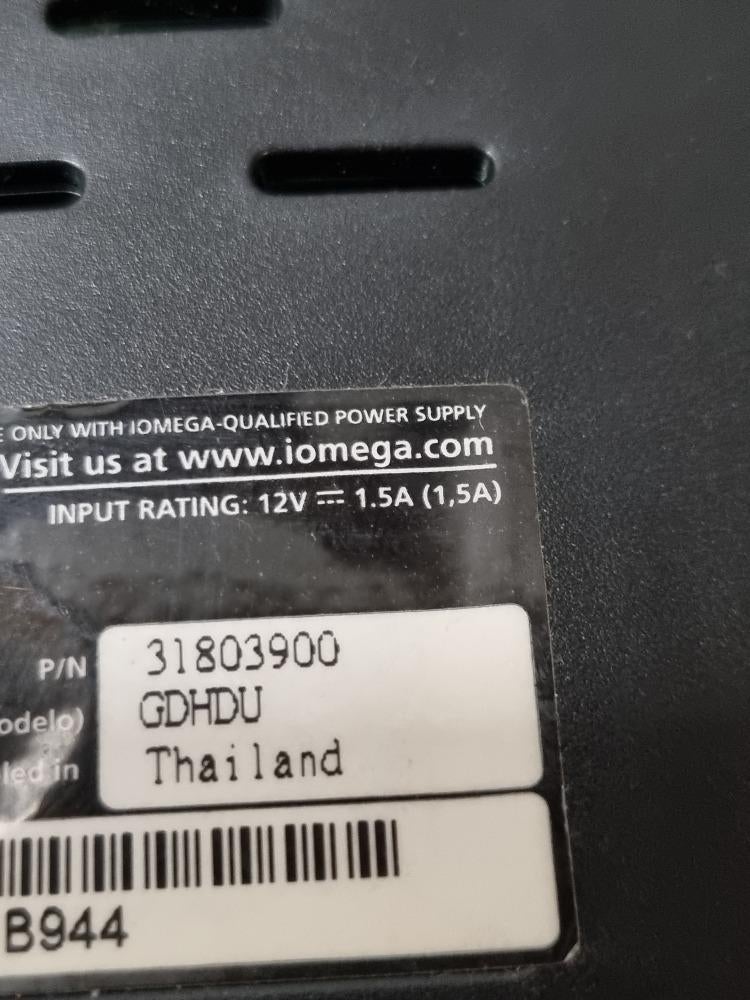 ONLY WITH IOMEGA-QUALIFIED POWER SUPPLY
Visit us at www.iomega.com
INPUT RATING: 12V ⎓ 1.5A (1,5A)
P/N 31803900
odelo) GDHDU
led in Thailand
B944